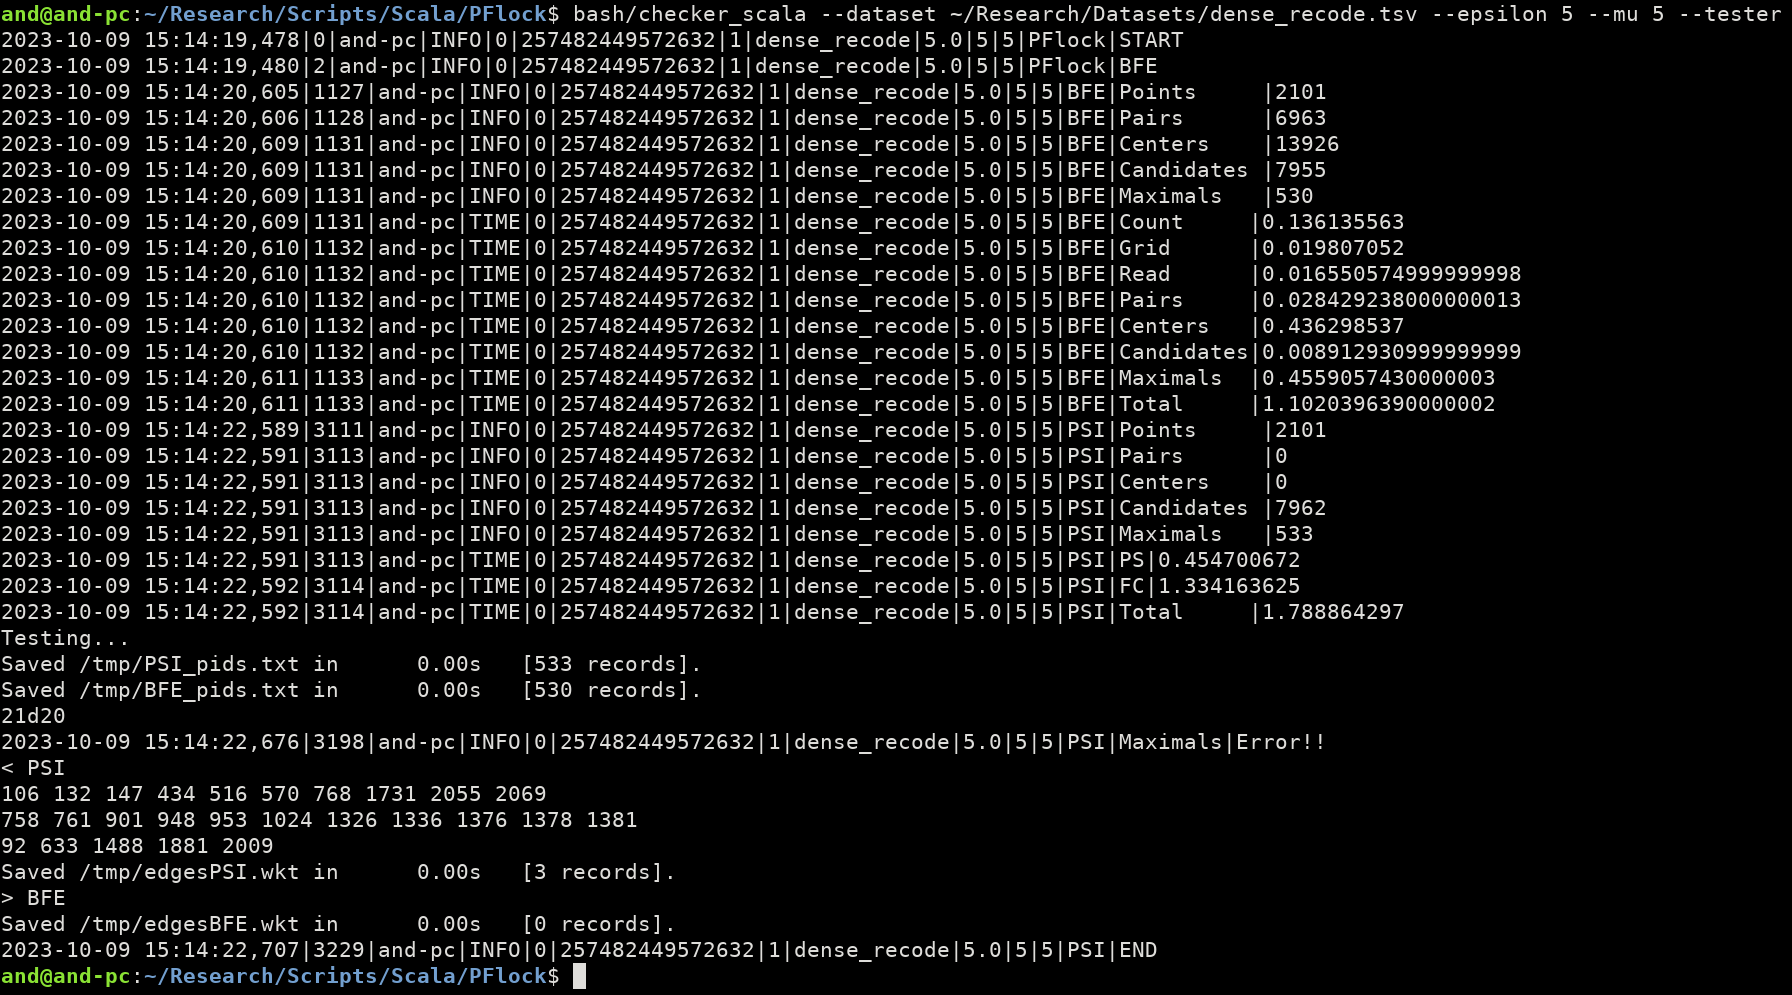 and@and-pc:~/Research/Scripts/Scala/PFlock$ bash/checker_scala --dataset ~/Research/Datasets/dense_recode.tsv --epsilon 5 --mu 5 --tester
2023-10-09 15:14:19,478|0|and-pc|INFO|0|257482449572632|1|dense_recode|5.0|5|5|PFlock|START
2023-10-09 15:14:19,480|2|and-pc|INFO|0|257482449572632|1|dense_recode|5.0|5|5|PFlock|BFE
2023-10-09 15:14:20,605|1127|and-pc|INFO|0|257482449572632|1|dense_recode|5.0|5|5|BFE|Points     |2101
2023-10-09 15:14:20,606|1128|and-pc|INFO|0|257482449572632|1|dense_recode|5.0|5|5|BFE|Pairs      |6963
2023-10-09 15:14:20,609|1131|and-pc|INFO|0|257482449572632|1|dense_recode|5.0|5|5|BFE|Centers    |13926
2023-10-09 15:14:20,609|1131|and-pc|INFO|0|257482449572632|1|dense_recode|5.0|5|5|BFE|Candidates |7955
2023-10-09 15:14:20,609|1131|and-pc|INFO|0|257482449572632|1|dense_recode|5.0|5|5|BFE|Maximals   |530
2023-10-09 15:14:20,609|1131|and-pc|TIME|0|257482449572632|1|dense_recode|5.0|5|5|BFE|Count     |0.136135563
2023-10-09 15:14:20,610|1132|and-pc|TIME|0|257482449572632|1|dense_recode|5.0|5|5|BFE|Grid      |0.019807052
2023-10-09 15:14:20,610|1132|and-pc|TIME|0|257482449572632|1|dense_recode|5.0|5|5|BFE|Read      |0.016550574999999998
2023-10-09 15:14:20,610|1132|and-pc|TIME|0|257482449572632|1|dense_recode|5.0|5|5|BFE|Pairs     |0.028429238000000013
2023-10-09 15:14:20,610|1132|and-pc|TIME|0|257482449572632|1|dense_recode|5.0|5|5|BFE|Centers   |0.436298537
2023-10-09 15:14:20,610|1132|and-pc|TIME|0|257482449572632|1|dense_recode|5.0|5|5|BFE|Candidates|0.008912930999999999
2023-10-09 15:14:20,611|1133|and-pc|TIME|0|257482449572632|1|dense_recode|5.0|5|5|BFE|Maximals  |0.4559057430000003
2023-10-09 15:14:20,611|1133|and-pc|TIME|0|257482449572632|1|dense_recode|5.0|5|5|BFE|Total     |1.1020396390000002
2023-10-09 15:14:22,589|3111|and-pc|INFO|0|257482449572632|1|dense_recode|5.0|5|5|PSI|Points     |2101
2023-10-09 15:14:22,591|3113|and-pc|INFO|0|257482449572632|1|dense_recode|5.0|5|5|PSI|Pairs      |0
2023-10-09 15:14:22,591|3113|and-pc|INFO|0|257482449572632|1|dense_recode|5.0|5|5|PSI|Centers    |0
2023-10-09 15:14:22,591|3113|and-pc|INFO|0|257482449572632|1|dense_recode|5.0|5|5|PSI|Candidates |7962
2023-10-09 15:14:22,591|3113|and-pc|INFO|0|257482449572632|1|dense_recode|5.0|5|5|PSI|Maximals   |533
2023-10-09 15:14:22,591|3113|and-pc|TIME|0|257482449572632|1|dense_recode|5.0|5|5|PSI|PS|0.454700672
2023-10-09 15:14:22,592|3114|and-pc|TIME|0|257482449572632|1|dense_recode|5.0|5|5|PSI|FC|1.334163625
2023-10-09 15:14:22,592|3114|and-pc|TIME|0|257482449572632|1|dense_recode|5.0|5|5|PSI|Total     |1.788864297
Testing...
Saved /tmp/PSI_pids.txt in      0.00s   [533 records].
Saved /tmp/BFE_pids.txt in      0.00s   [530 records].
21d20
2023-10-09 15:14:22,676|3198|and-pc|INFO|0|257482449572632|1|dense_recode|5.0|5|5|PSI|Maximals|Error!!
< PSI
106 132 147 434 516 570 768 1731 2055 2069
758 761 901 948 953 1024 1326 1336 1376 1378 1381
92 633 1488 1881 2009
Saved /tmp/edgesPSI.wkt in      0.00s   [3 records].
> BFE
Saved /tmp/edgesBFE.wkt in      0.00s   [0 records].
2023-10-09 15:14:22,707|3229|and-pc|INFO|0|257482449572632|1|dense_recode|5.0|5|5|PSI|END
and@and-pc:~/Research/Scripts/Scala/PFlock$